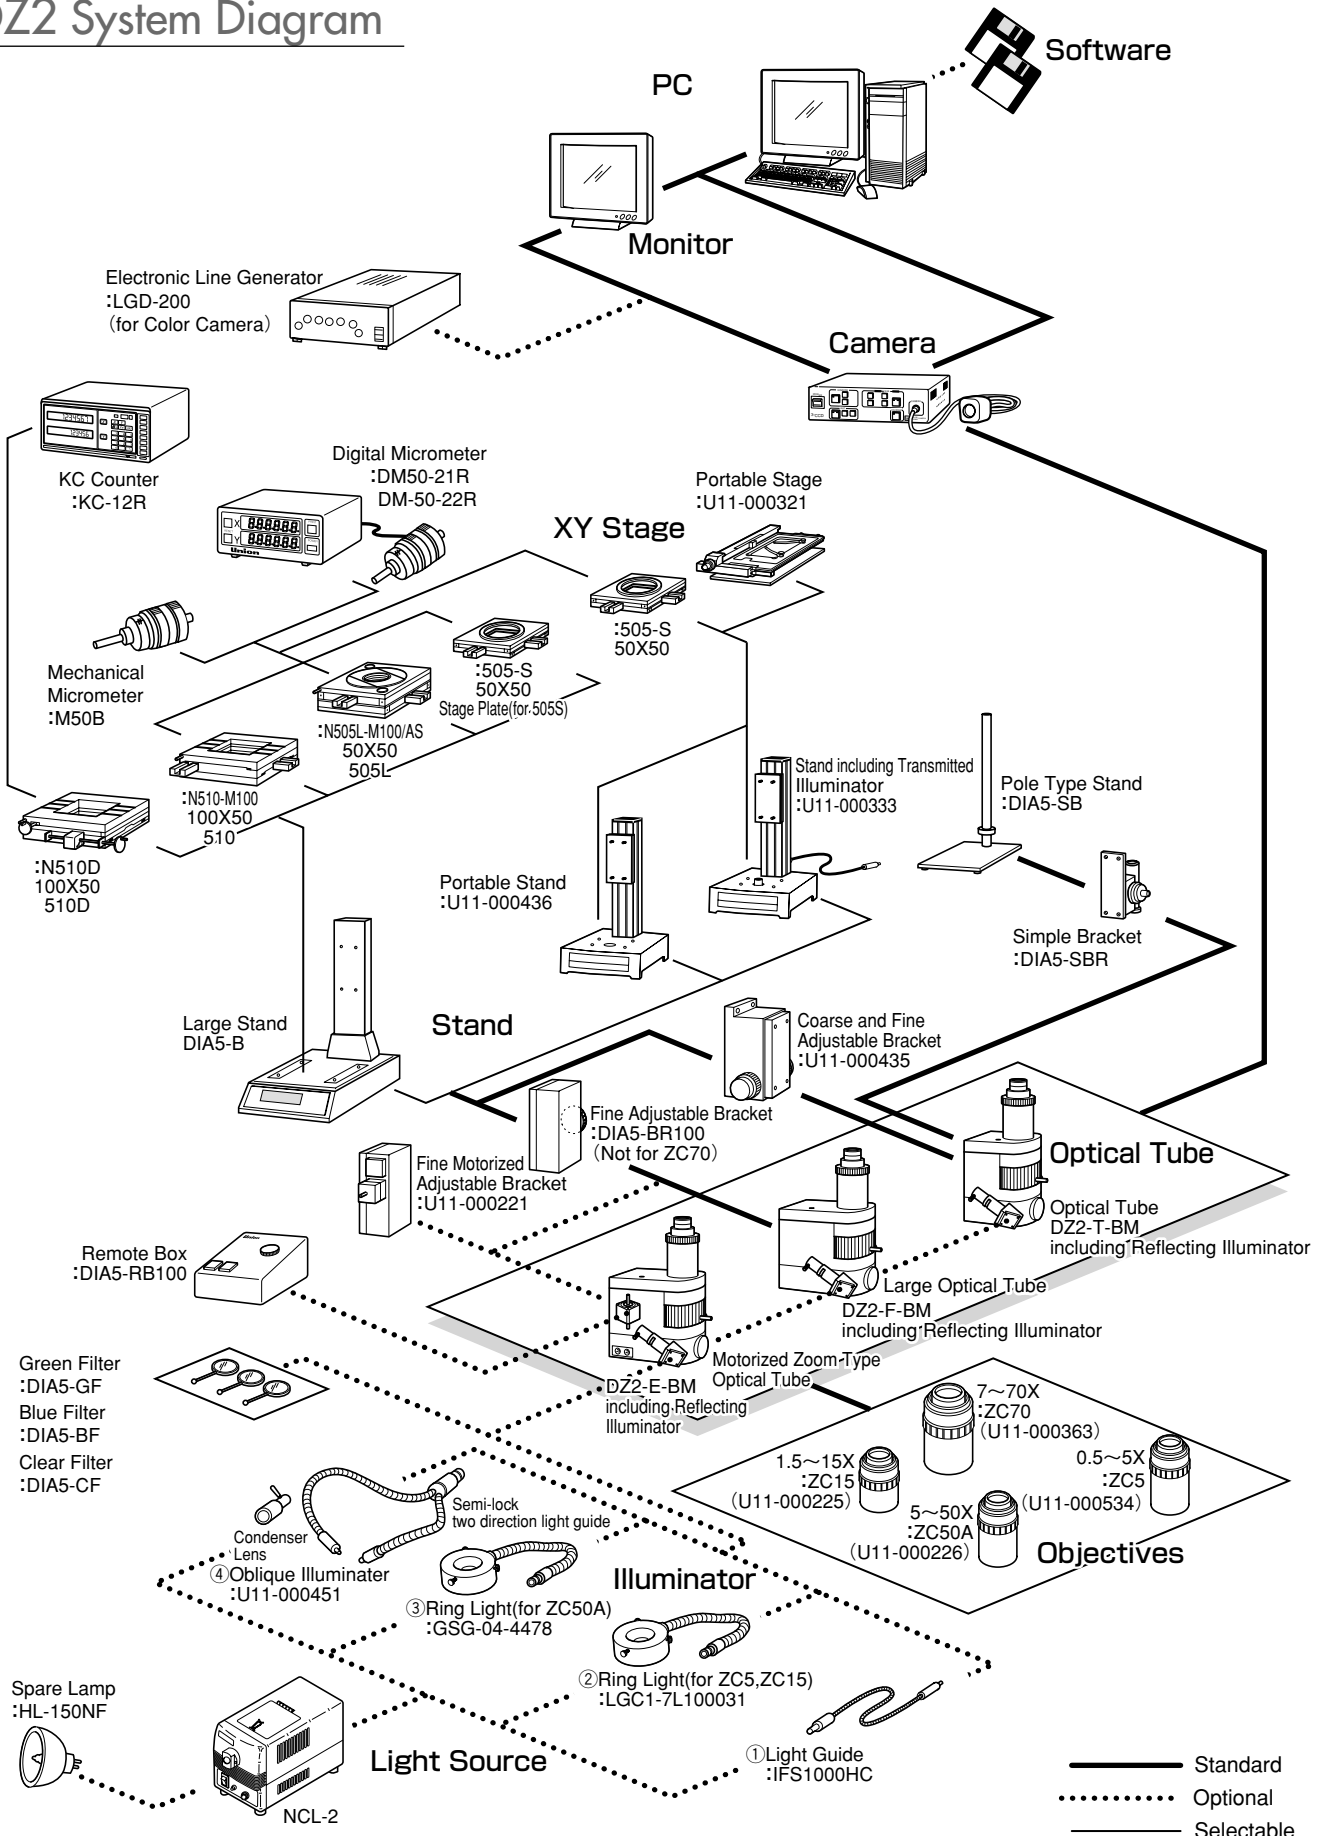 DZ2 System Diagram
Software
PC
Monitor
Electronic Line Generator
:LGD-200
(for Color Camera)
Camera
KC Counter
:KC-12R
Digital Micrometer
:DM50-21R
DM-50-22R
Portable Stage
:U11-000321
XY Stage
X
Y
Union
:505-S
50X50
Mechanical
Micrometer
:M50B
:505-S
50X50
Stage Plate(for 505S)
:N505L-M100/AS
50X50
505L
:N510-M100
100X50
510
:N510D
100X50
510D
Stand including Transmitted
Illuminator
:U11-000333
Pole Type Stand
:DIA5-SB
Portable Stand
:U11-000436
Simple Bracket
:DIA5-SBR
Large Stand
DIA5-B
Stand
Coarse and Fine
Adjustable Bracket
:U11-000435
Fine Adjustable Bracket
:DIA5-BR100
(Not for ZC70)
Fine Motorized
Adjustable Bracket
:U11-000221
Optical Tube
Optical Tube
DZ2-T-BM
including Reflecting Illuminator
Remote Box
:DIA5-RB100
Large Optical Tube
DZ2-F-BM
including Reflecting Illuminator
Motorized Zoom Type
Optical Tube
DZ2-E-BM
including Reflecting
Illuminator
Green Filter
:DIA5-GF
Blue Filter
:DIA5-BF
Clear Filter
:DIA5-CF
7～70X
:ZC70
(U11-000363)
1.5～15X
:ZC15
(U11-000225)
0.5～5X
:ZC5
(U11-000534)
5～50X
:ZC50A
(U11-000226)
Objectives
Semi-lock
two direction light guide
Condenser
Lens
④Oblique Illuminater
:U11-000451
Illuminator
③Ring Light(for ZC50A)
:GSG-04-4478
②Ring Light(for ZC5,ZC15)
:LGC1-7L100031
Spare Lamp
:HL-150NF
Light Source
①Light Guide
:IFS1000HC
NCL-2
Standard
Optional
Selectable